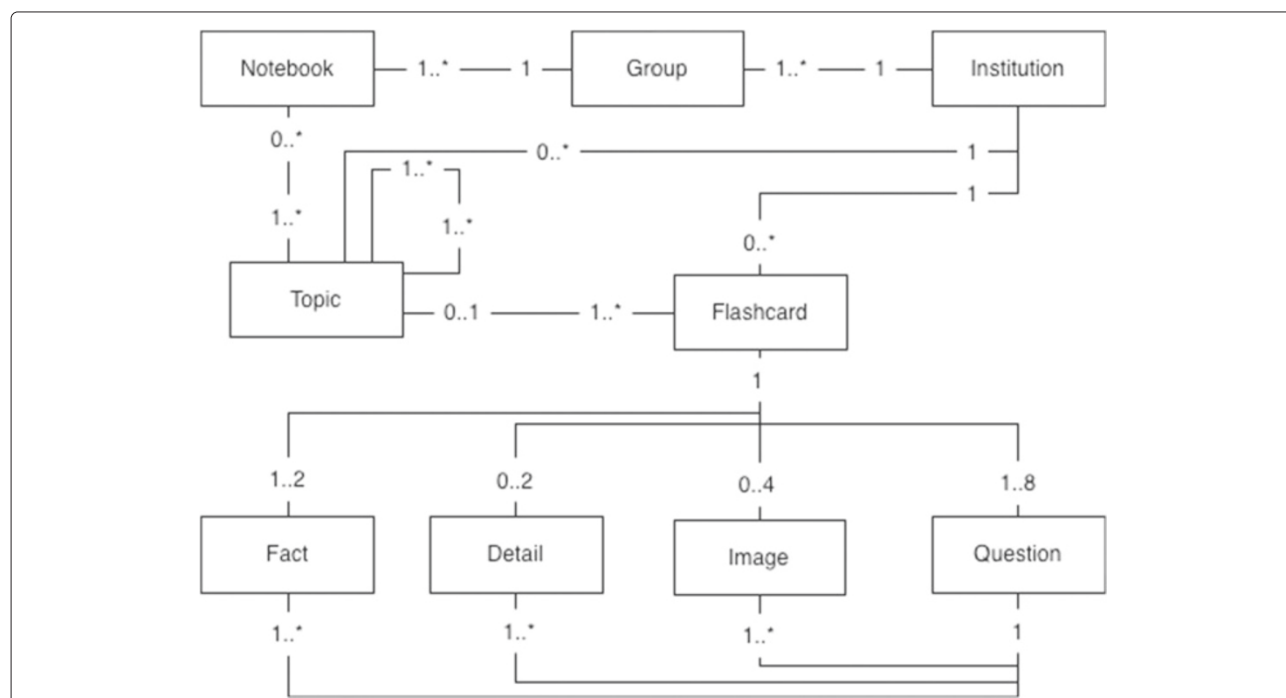 Notebook 1..* 1 Group 1..* 1 Institution
0..*
0..* 1
1..*
1
1..*
1..*
0..*
Topic 0..1 1..* Flashcard
1
1..2 0..2 0..4 1..8
Fact Detail Image Question
1..* 1..* 1..* 1